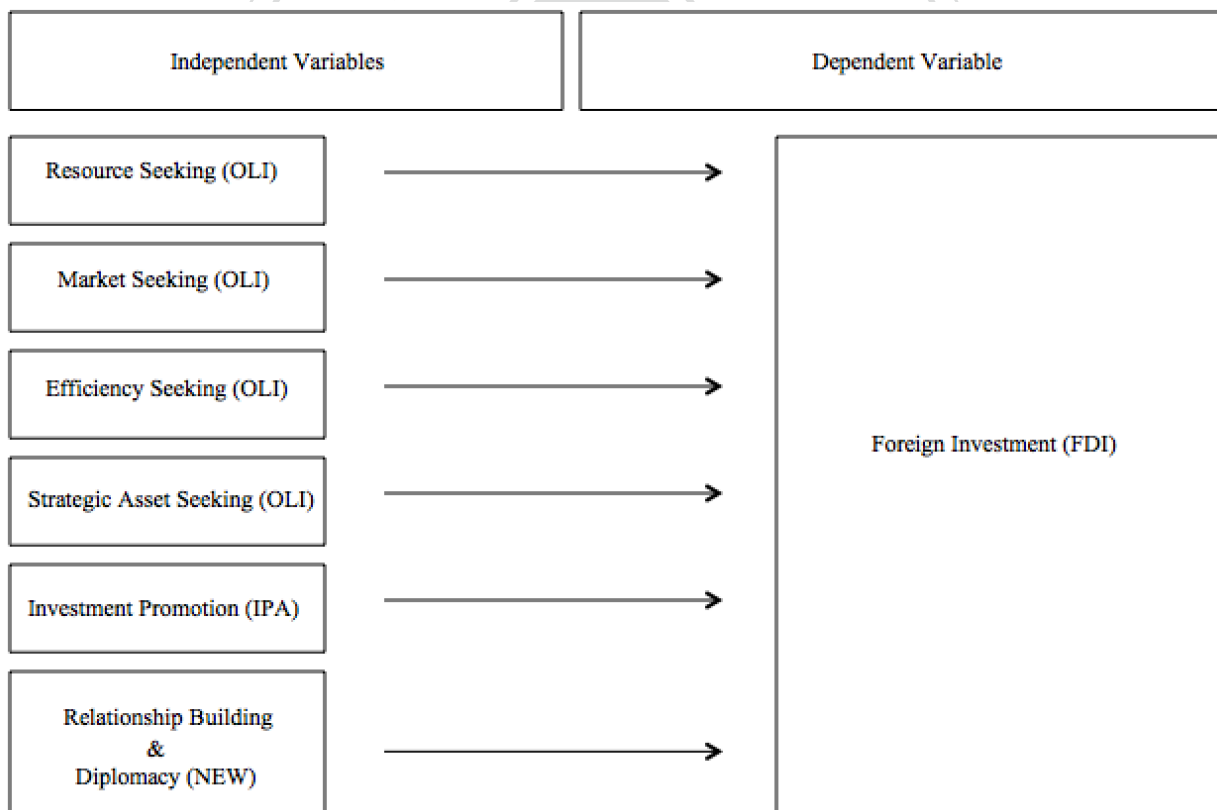 Independent Variables
Dependent Variable
Resource Seeking (OLI)
Market Seeking (OLI)
Efficiency Seeking (OLI)
Strategic Asset Seeking (OLI)
Investment Promotion (IPA)
Relationship Building
&
Diplomacy (NEW)
Foreign Investment (FDI)